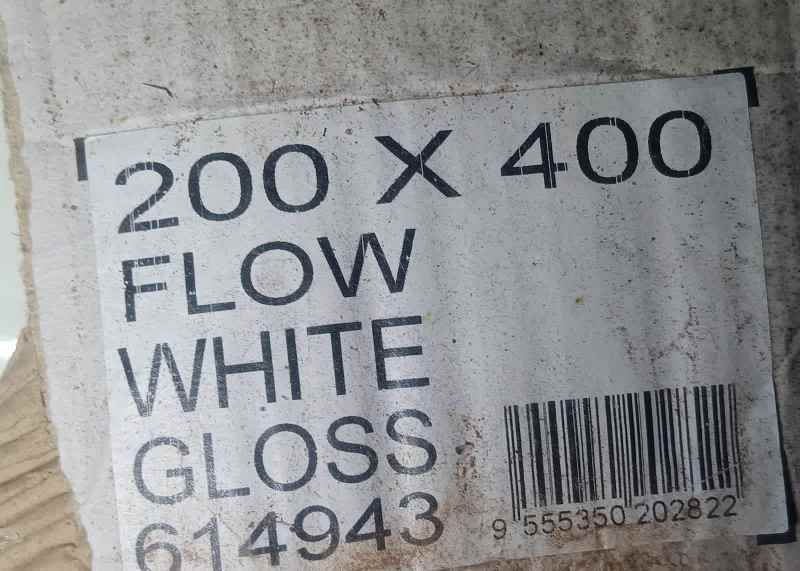 200 X 400
FLOW
WHITE
GLOSS
614943
9 555350 202822